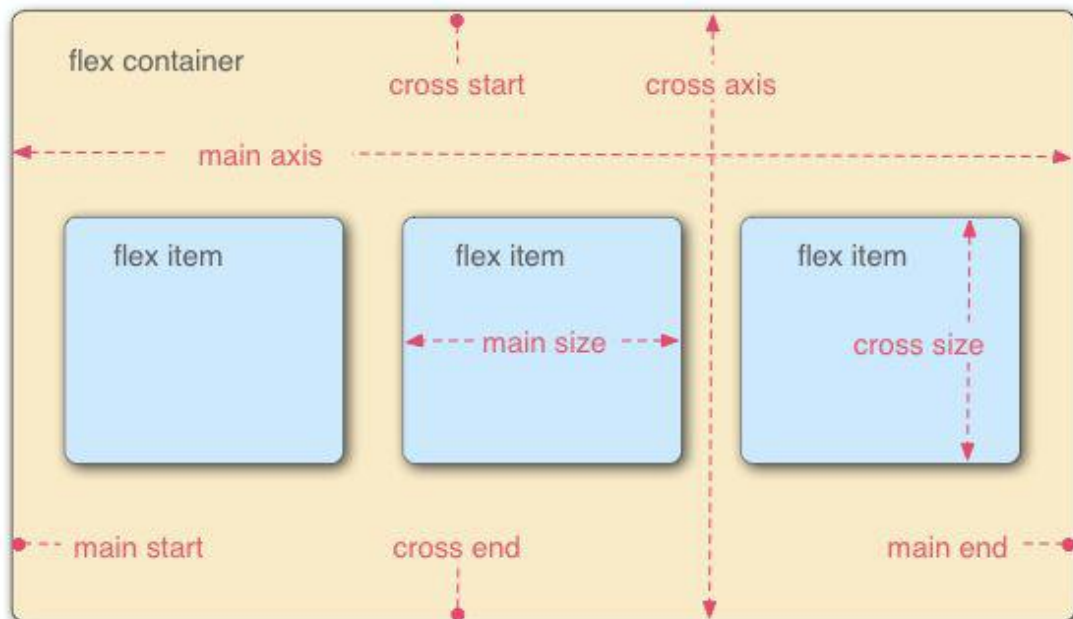 flex container
cross start
cross axis
main axis
flex item
flex item
flex item
main size
cross size
main start
cross end
main end